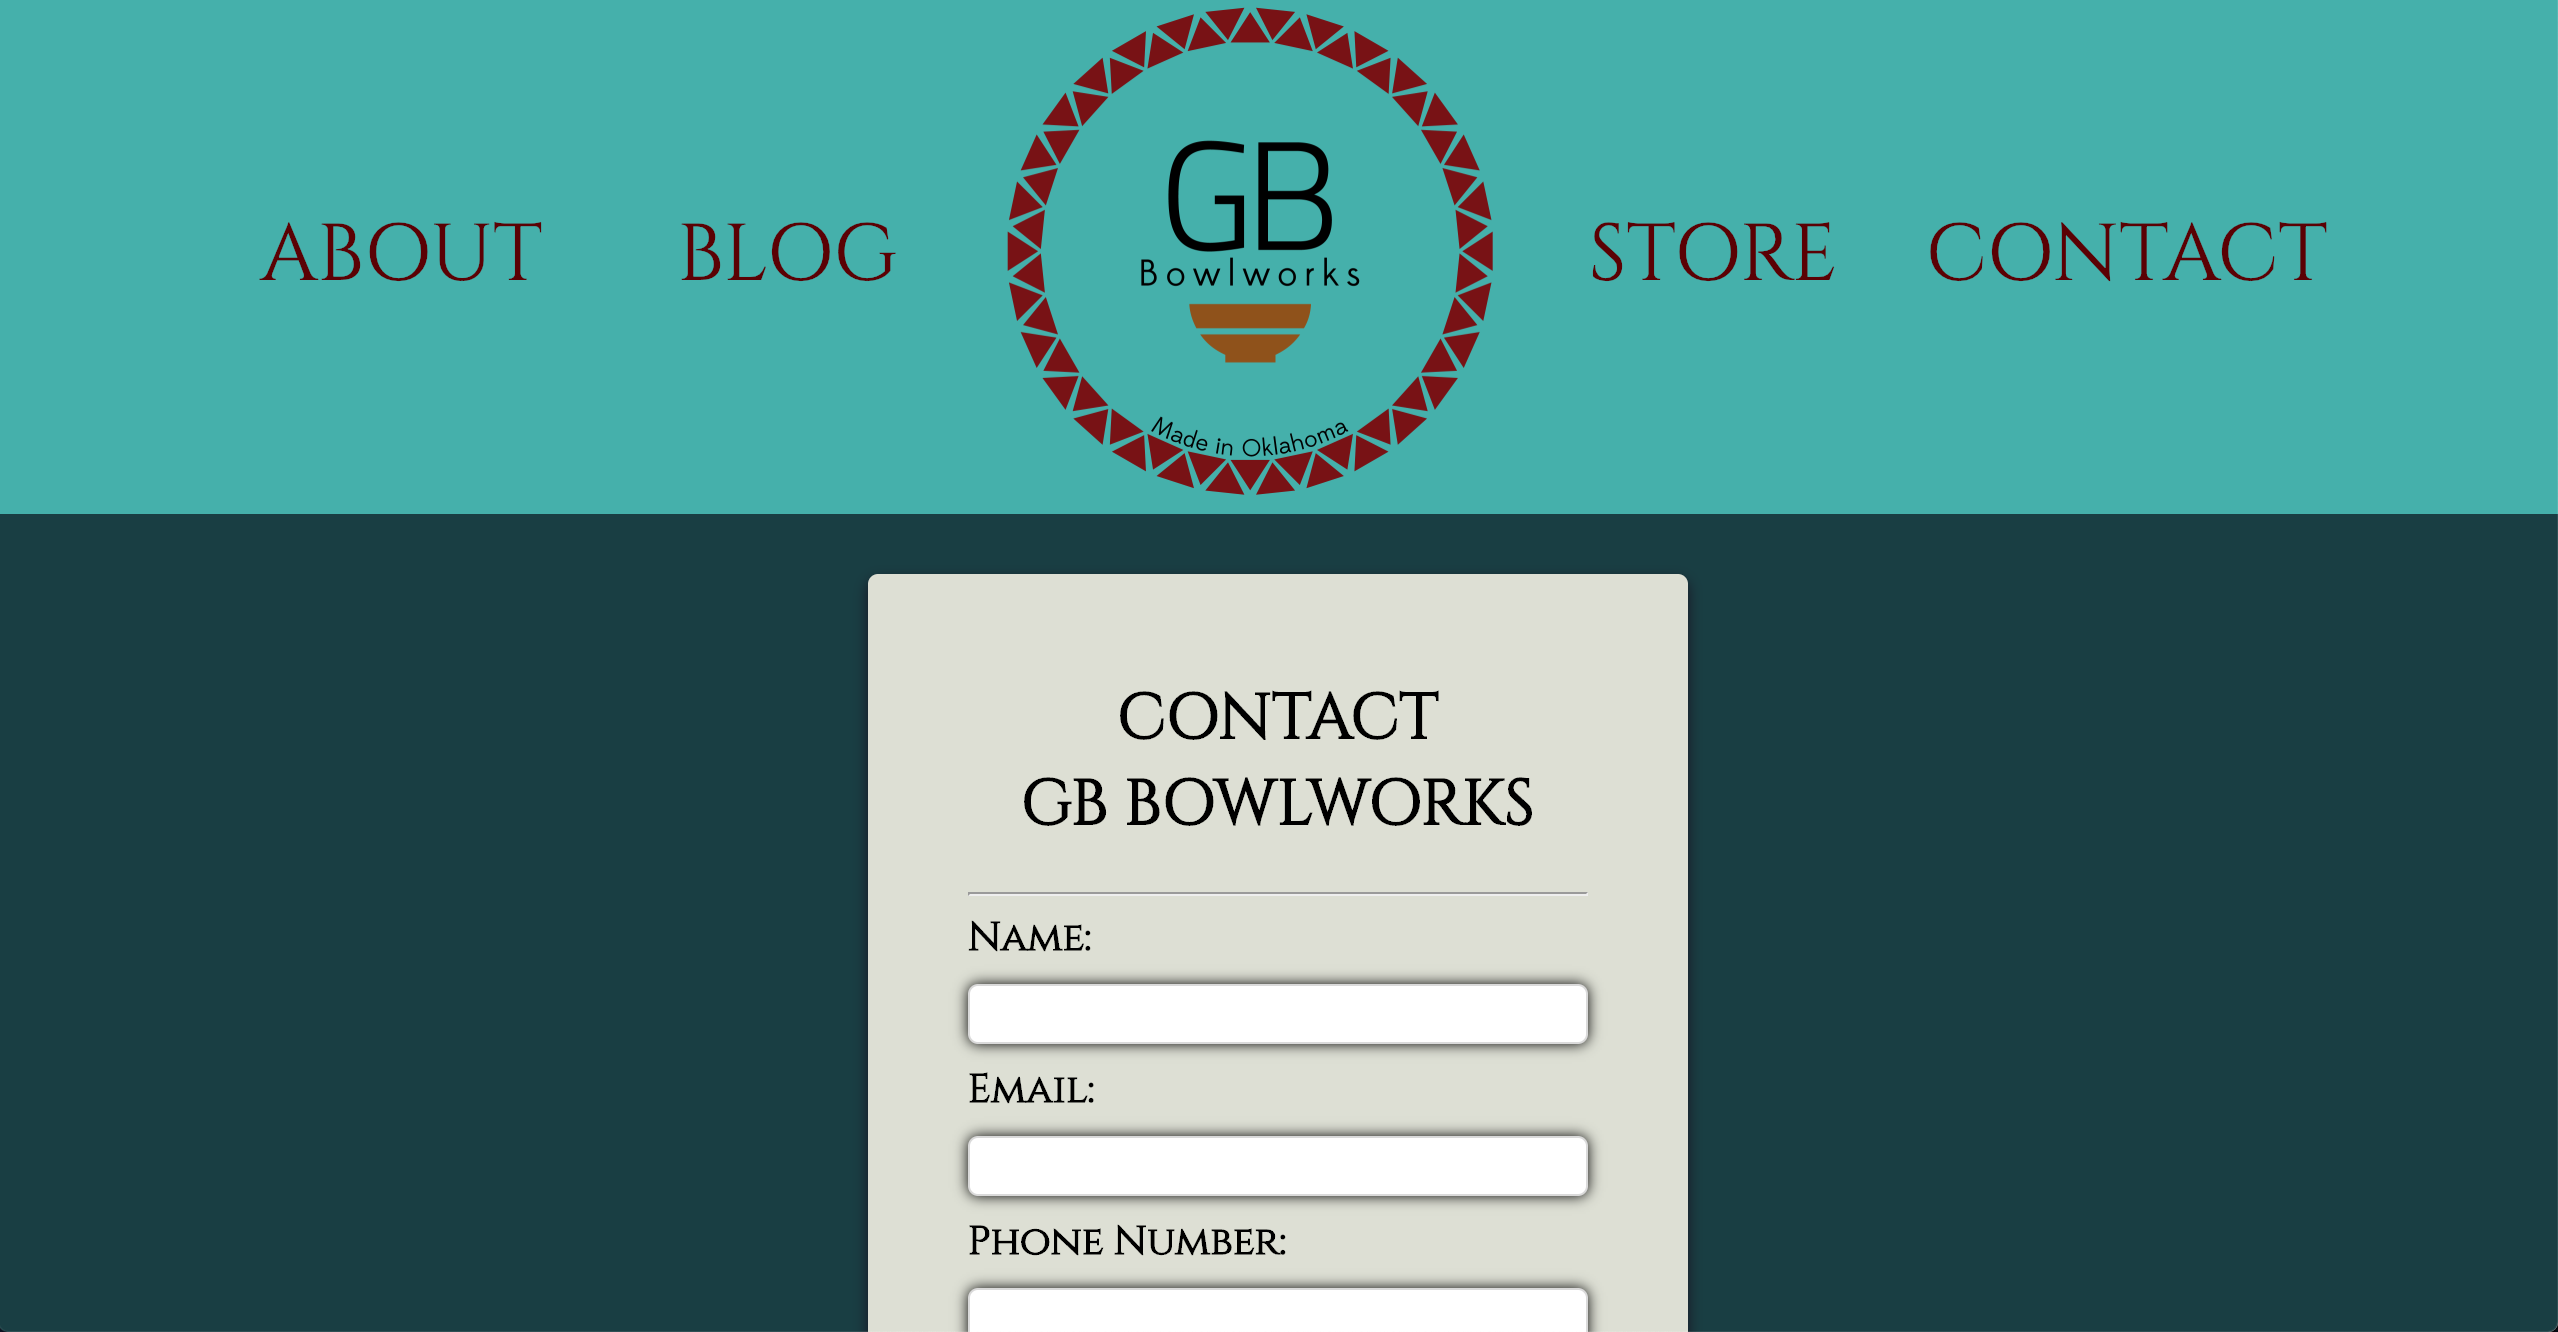 ABOUT
BLOG
GB
Bowlworks
Made in Oklahoma
STORE
CONTACT
CONTACT
GB BOWLWORKS
Name:
Email:
Phone Number: